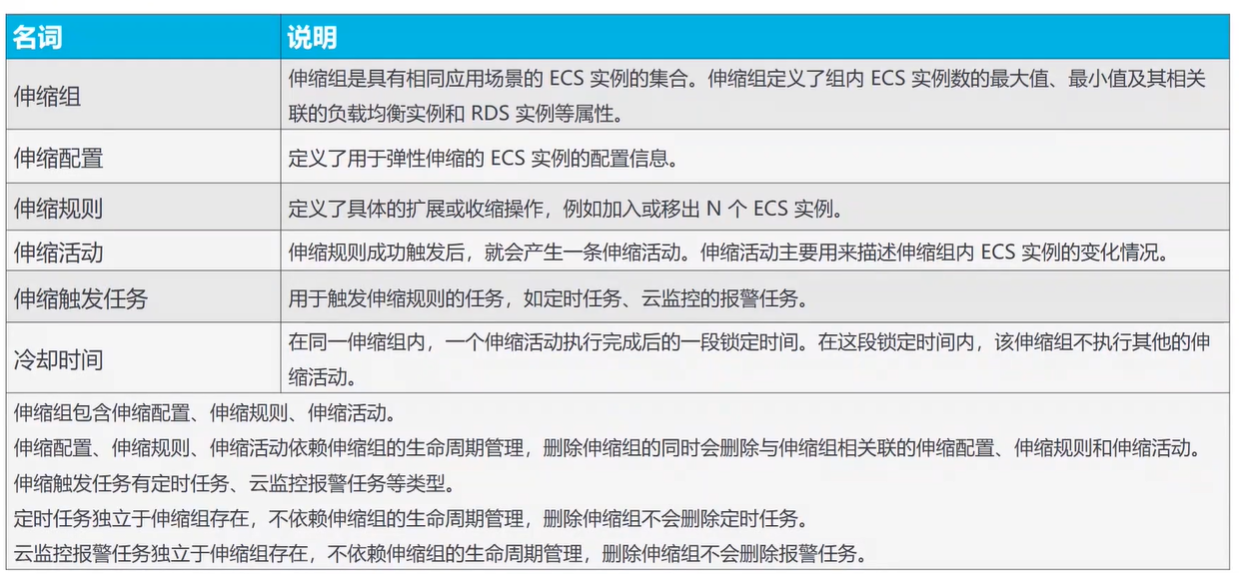 名词
说明
伸缩组
伸缩组是具有相同应用场景的 ECS 实例的集合。伸缩组定义了组内 ECS 实例数的最大值、最小值及其相关
联的负载均衡实例和 RDS 实例等属性。
伸缩配置
定义了用于弹性伸缩的 ECS 实例的配置信息。
伸缩规则
定义了具体的扩展或收缩操作，例如加入或移出 N 个 ECS 实例。
伸缩活动
伸缩规则成功触发后，就会产生一条伸缩活动。伸缩活动主要用来描述伸缩组内 ECS 实例的变化情况。
伸缩触发任务
用于触发伸缩规则的任务，如定时任务、云监控的报警任务。
冷却时间
在同一伸缩组内，一个伸缩活动执行完成后的一段锁定时间。在这段锁定时间内，该伸缩组不执行其他的伸
缩活动。
伸缩组包含伸缩配置、伸缩规则、伸缩活动。
伸缩配置、伸缩规则、伸缩活动依赖伸缩组的生命周期管理，删除伸缩组的同时会删除与伸缩组相关联的伸缩配置、伸缩规则和伸缩活动。
伸缩触发任务有定时任务、云监控报警任务等类型。
定时任务独立于伸缩组存在，不依赖伸缩组的生命周期管理，删除伸缩组不会删除定时任务。
云监控报警任务独立于伸缩组存在，不依赖伸缩组的生命周期管理，删除伸缩组不会删除报警任务。